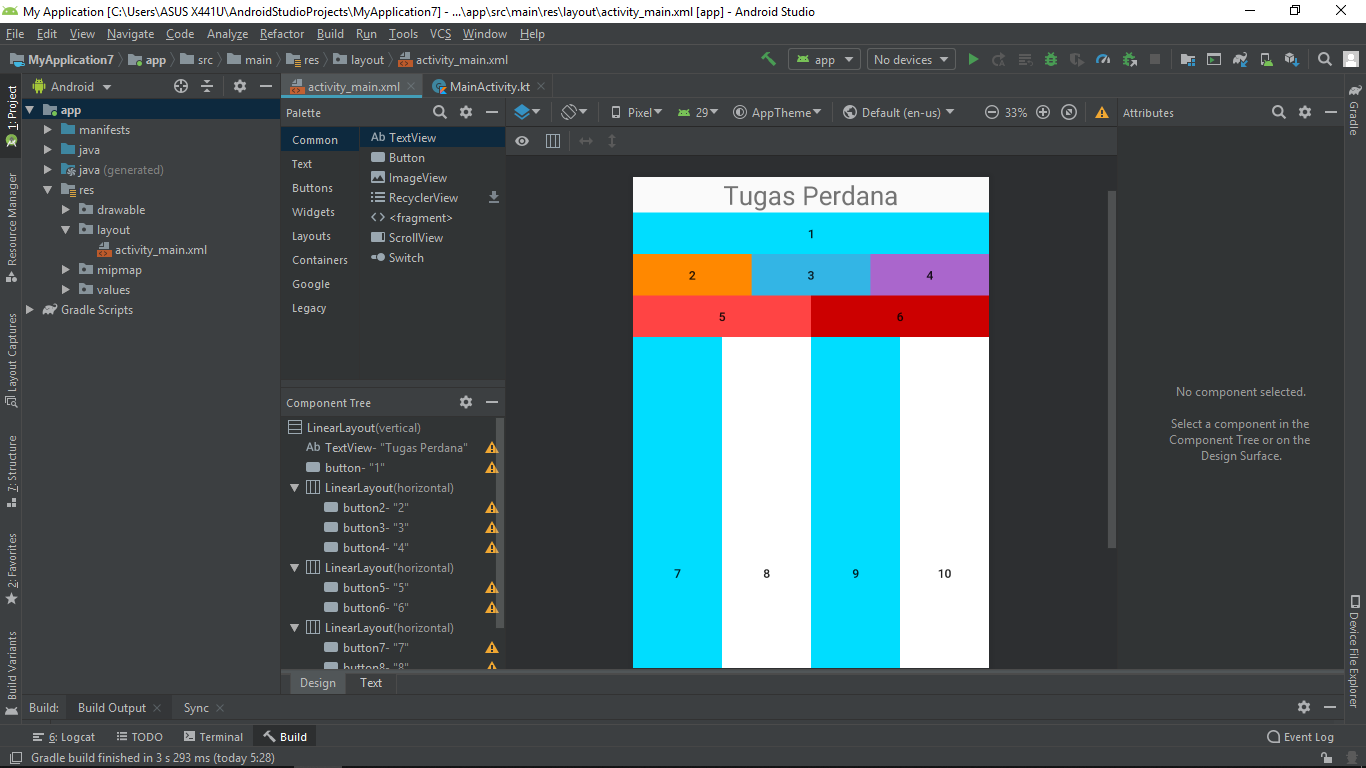 My Application [C:\Users\ASUS X441U\AndroidStudioProjects\MyApplication7] - ...\app\src\main\res\layout\activity_main.xml [app] - Android Studio
File Edit View Navigate Code Analyze Refactor Build Run Tools VCS Window Help
MyApplication7 app src main res layout activity_main.xml app No devices
1: Project
Resource Manager
Layout Captures
7: Structure
2: Favorites
Build Variants
Android
app
manifests
java
java (generated)
res
drawable
layout
activity_main.xml
mipmap
values
Gradle Scripts
activity_main.xml MainActivity.kt
Palette
Common
Text
Buttons
Widgets
Layouts
Containers
Google
Legacy
Ab TextView
Button
ImageView
RecyclerView
<fragment>
ScrollView
Switch
Component Tree
LinearLayout(vertical)
Ab TextView- "Tugas Perdana"
button- "1"
LinearLayout(horizontal)
button2- "2"
button3- "3"
button4- "4"
LinearLayout(horizontal)
button5- "5"
button6- "6"
LinearLayout(horizontal)
button7- "7"
button8- "8"
Pixel 29 AppTheme Default (en-us) 33%
Tugas Perdana
1
2 3 4
5 6
7 8 9 10
Attributes
No component selected.
Select a component in the
Component Tree or on the
Design Surface.
Gradle
Device File Explorer
Design Text
Build: Build Output Sync
6: Logcat TODO Terminal Build Event Log
Gradle build finished in 3 s 293 ms (today 5:28)